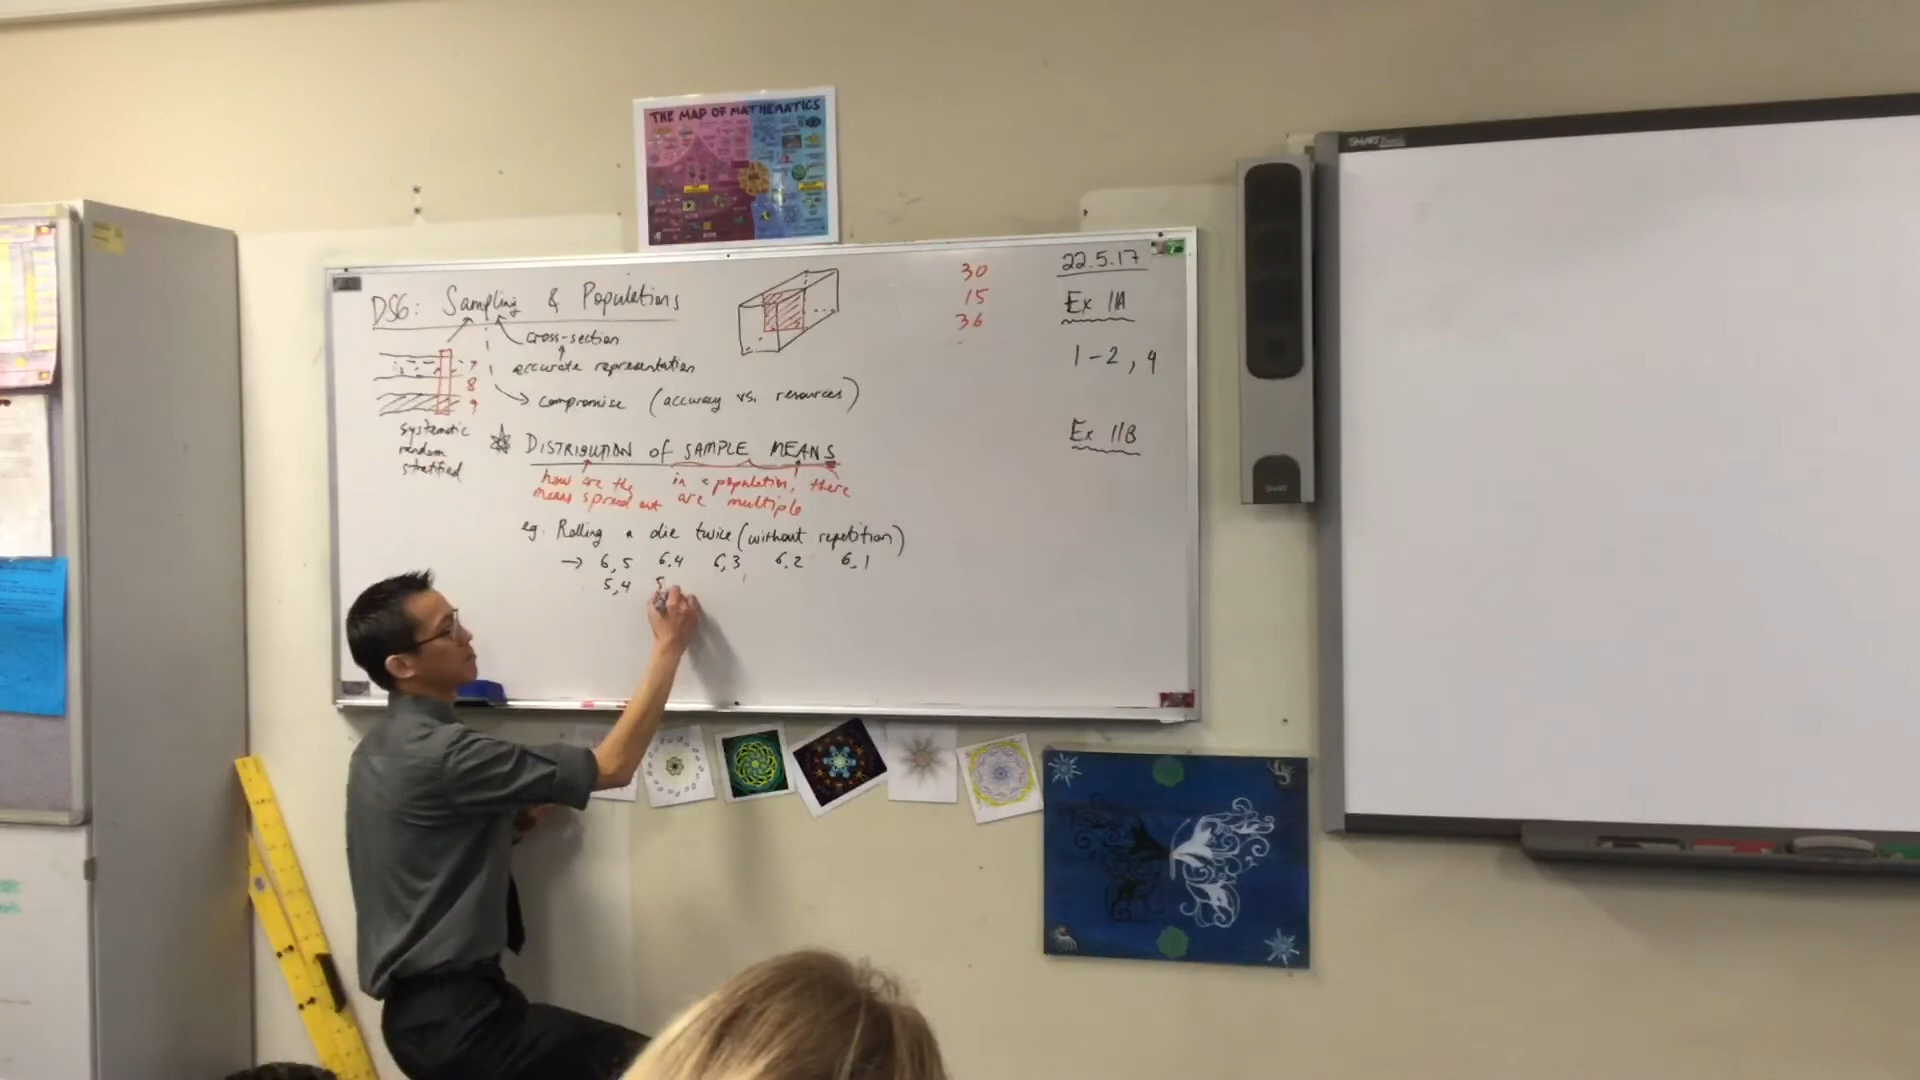 THE MAP OF MATHEMATICS
SMART
DS6: Sampling & Populations
cross-section
accurate representation
compromise (accuracy vs. resources)
7
8
9
systematic
random
stratified
DISTRIBUTION of SAMPLE MEANS
how are the
means spread out
in a population, there
are multiple
eg. Rolling a die twice (without repetition)
→ 6,5 6,4 6,3 6,2 6,1
5,4 5
30
15
36
22.5.17
Ex 11A
1-2, 4
Ex 11B
SMART